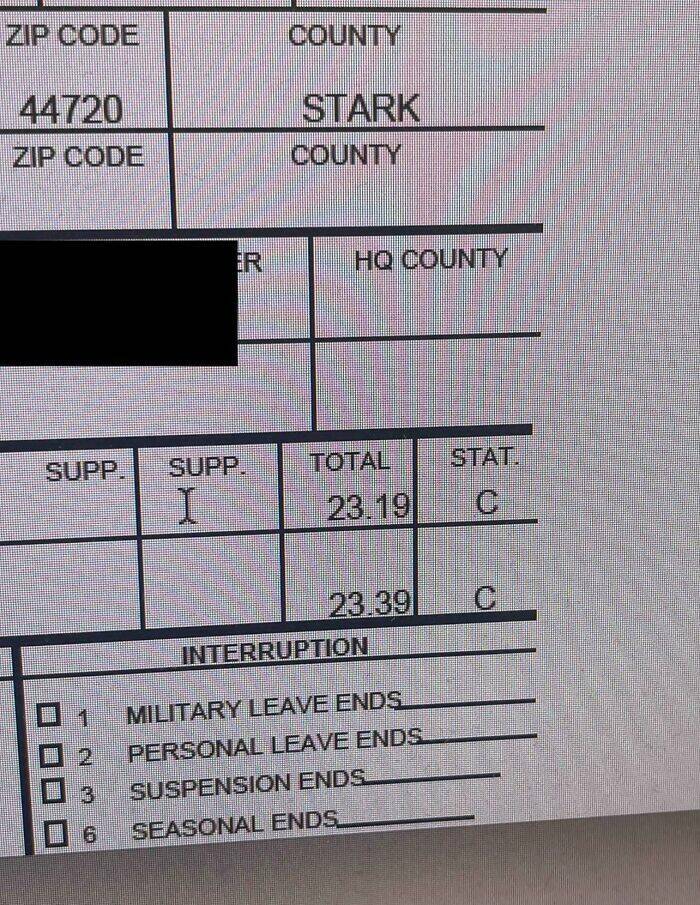 ZIP CODE COUNTY
44720 STARK
ZIP CODE COUNTY
ER HQ COUNTY
SUPP. SUPP. TOTAL STAT.
23.19 C
23.39 C
INTERRUPTION
1 MILITARY LEAVE ENDS
2 PERSONAL LEAVE ENDS
3 SUSPENSION ENDS
6 SEASONAL ENDS